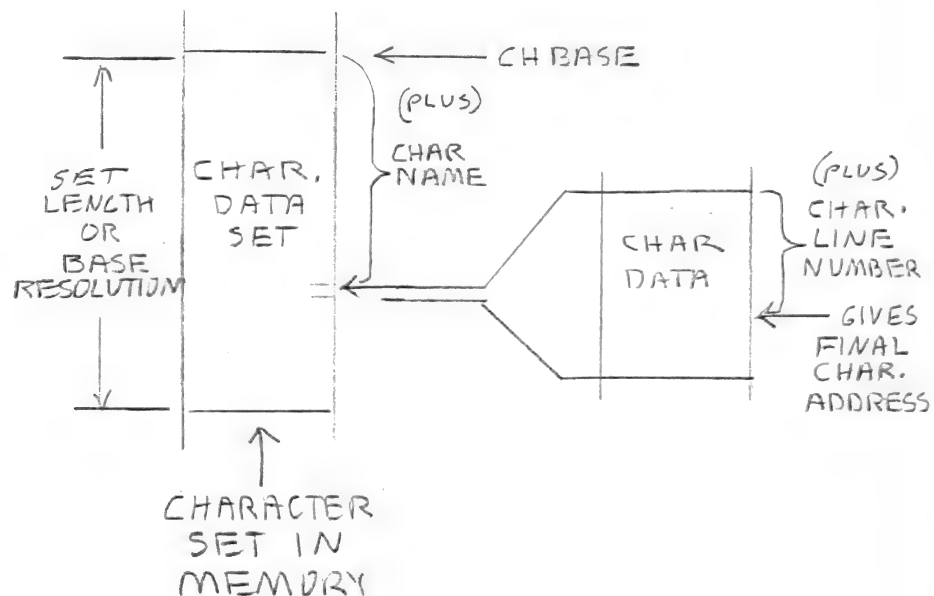 CHBASE
(PLUS)
CHAR
NAME
SET
LENGTH
OR
BASE
RESOLUTION
CHAR.
DATA
SET
CHAR
DATA
(PLUS)
CHAR.
LINE
NUMBER
GIVES
FINAL
CHAR.
ADDRESS
CHARACTER
SET IN
MEMORY